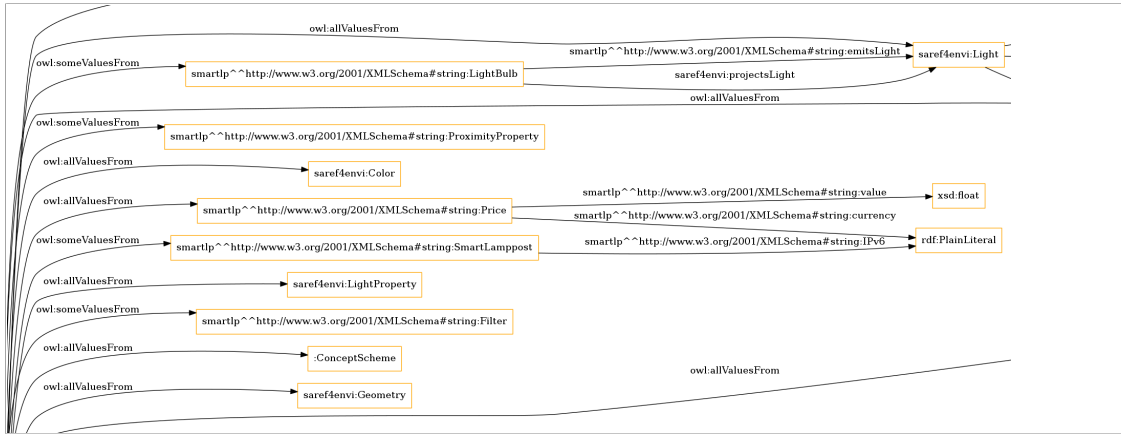 owl:allValuesFrom
smartlp^^http://www.w3.org/2001/XMLSchema#string:emitsLight
saref4envi:Light
owl:someValuesFrom
smartlp^^http://www.w3.org/2001/XMLSchema#string:LightBulb
saref4envi:projectsLight
owl:allValuesFrom
owl:someValuesFrom
smartlp^^http://www.w3.org/2001/XMLSchema#string:ProximityProperty
owl:allValuesFrom
saref4envi:Color
owl:allValuesFrom
smartlp^^http://www.w3.org/2001/XMLSchema#string:Price
smartlp^^http://www.w3.org/2001/XMLSchema#string:value
xsd:float
smartlp^^http://www.w3.org/2001/XMLSchema#string:currency
owl:someValuesFrom
smartlp^^http://www.w3.org/2001/XMLSchema#string:SmartLamppost
smartlp^^http://www.w3.org/2001/XMLSchema#string:IPv6
rdf:PlainLiteral
owl:allValuesFrom
saref4envi:LightProperty
owl:someValuesFrom
smartlp^^http://www.w3.org/2001/XMLSchema#string:Filter
owl:allValuesFrom
:ConceptScheme
owl:allValuesFrom
owl:allValuesFrom
saref4envi:Geometry